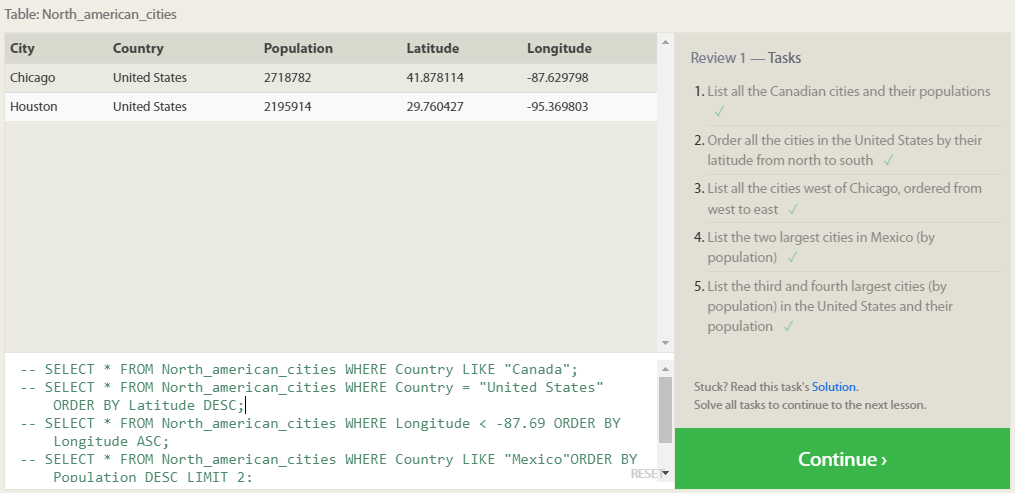 Table: North_american_cities
City Country Population Latitude Longitude
Chicago United States 2718782 41.878114 -87.629798
Houston United States 2195914 29.760427 -95.369803
Review 1 — Tasks
1. List all the Canadian cities and their populations
✓
2. Order all the cities in the United States by their
latitude from north to south ✓
3. List all the cities west of Chicago, ordered from
west to east ✓
4. List the two largest cities in Mexico (by
population) ✓
5. List the third and fourth largest cities (by
population) in the United States and their
population ✓
Stuck? Read this task's Solution.
Solve all tasks to continue to the next lesson.
Continue ›
-- SELECT * FROM North_american_cities WHERE Country LIKE "Canada";
-- SELECT * FROM North_american_cities WHERE Country = "United States"
ORDER BY Latitude DESC;
-- SELECT * FROM North_american_cities WHERE Longitude < -87.69 ORDER BY
Longitude ASC;
-- SELECT * FROM North_american_cities WHERE Country LIKE "Mexico"ORDER BY
Population DESC LIMIT 2;
RESET